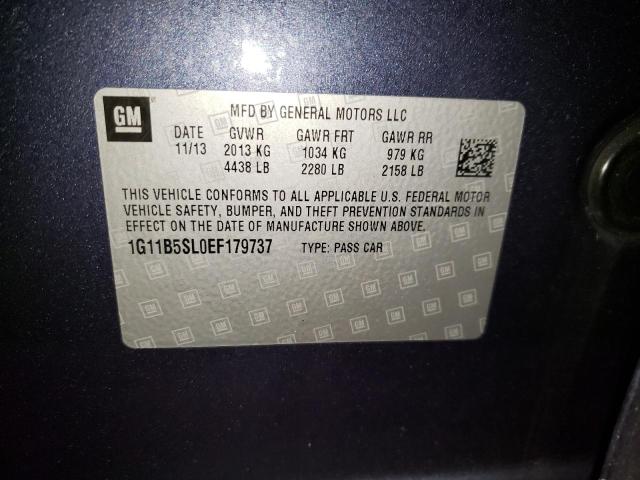 GM
MFD BY GENERAL MOTORS LLC
DATE GVWR GAWR FRT GAWR RR
11/13 2013 KG 1034 KG 979 KG
4438 LB 2280 LB 2158 LB
THIS VEHICLE CONFORMS TO ALL APPLICABLE U.S. FEDERAL MOTOR
VEHICLE SAFETY, BUMPER, AND THEFT PREVENTION STANDARDS IN
EFFECT ON THE DATE OF MANUFACTURE SHOWN ABOVE.
1G11B5SL0EF179737 TYPE: PASS CAR